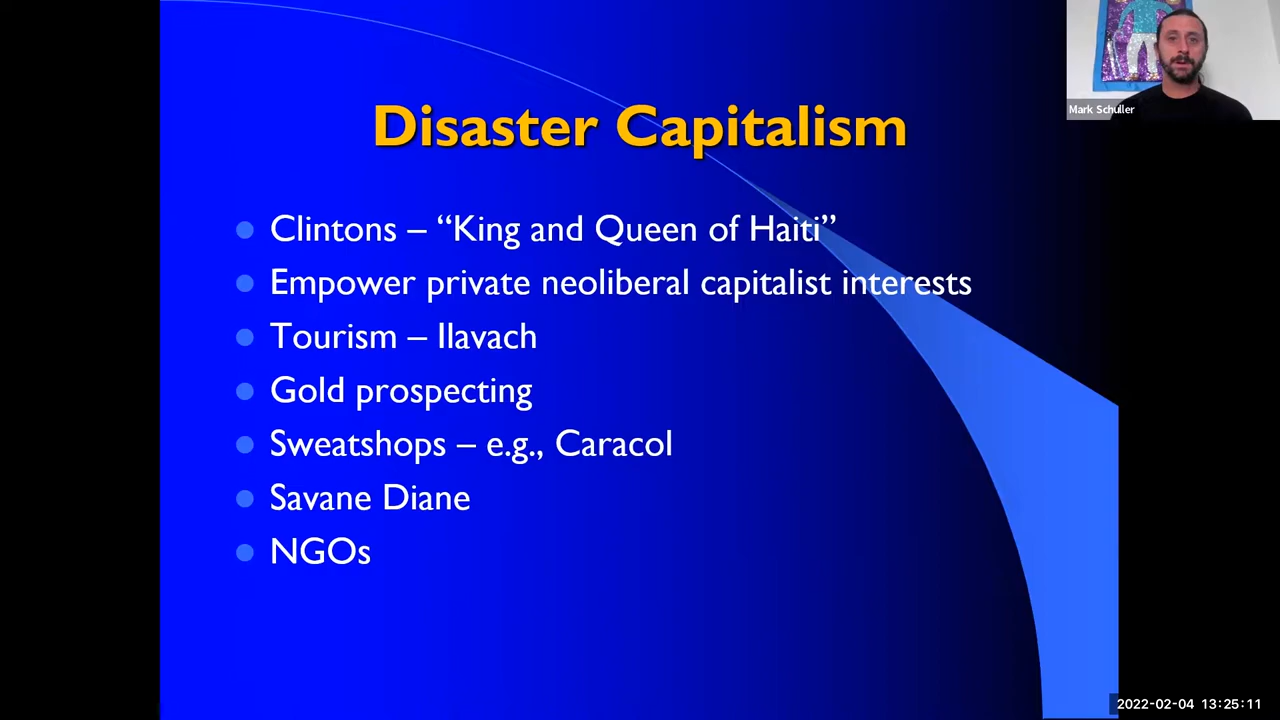 Disaster Capitalism
Clintons – “King and Queen of Haiti”
Empower private neoliberal capitalist interests
Tourism – Ilavach
Gold prospecting
Sweatshops – e.g., Caracol
Savane Diane
NGOs
Mark Schuller
2022-02-04 13:25:11